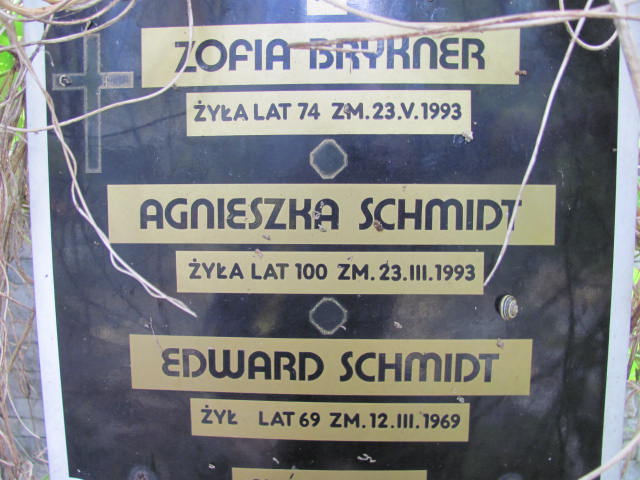 ZOFIA BRYKNER
ŻYŁA LAT 74 ZM. 23.V.1993
AGNIESZKA SCHMIDT
ŻYŁA LAT 100 ZM. 23.III.1993
EDWARD SCHMIDT
ŻYŁ LAT 69 ZM. 12.III.1969